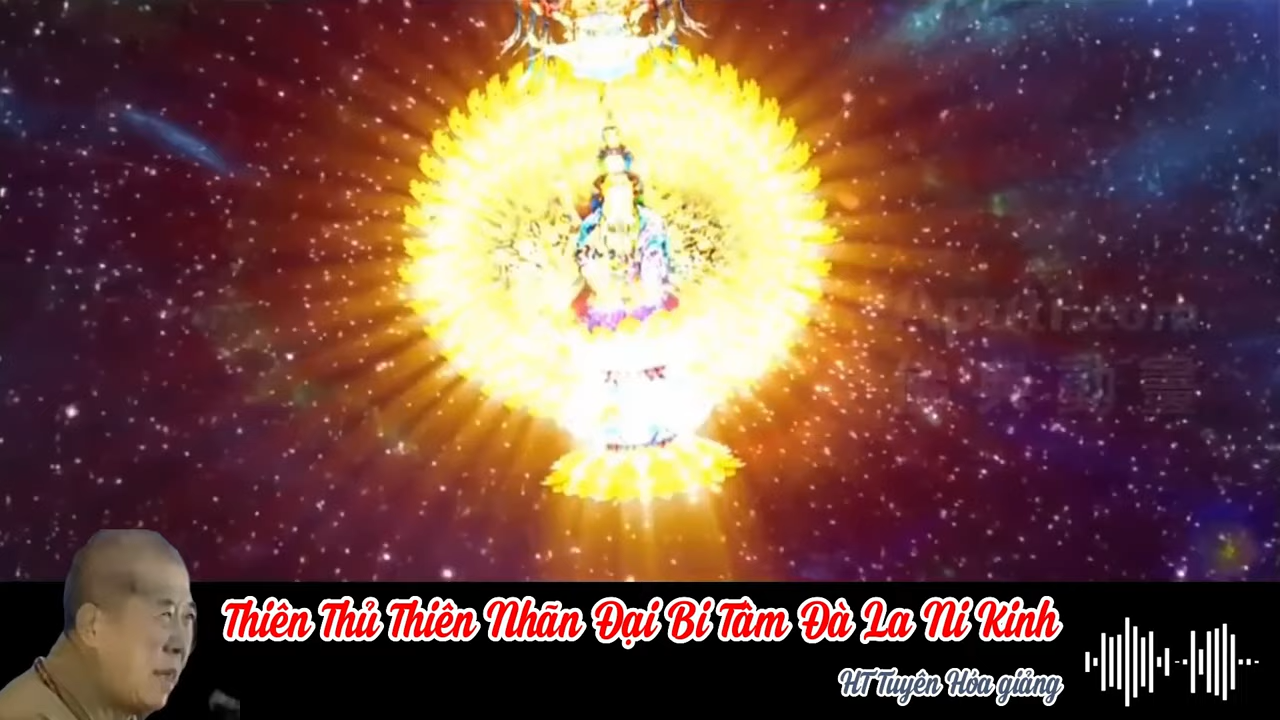 Thiên Thủ Thiên Nhãn Đại Bi Tâm Đà La Ni Kinh
HT Tuyên Hóa giảng